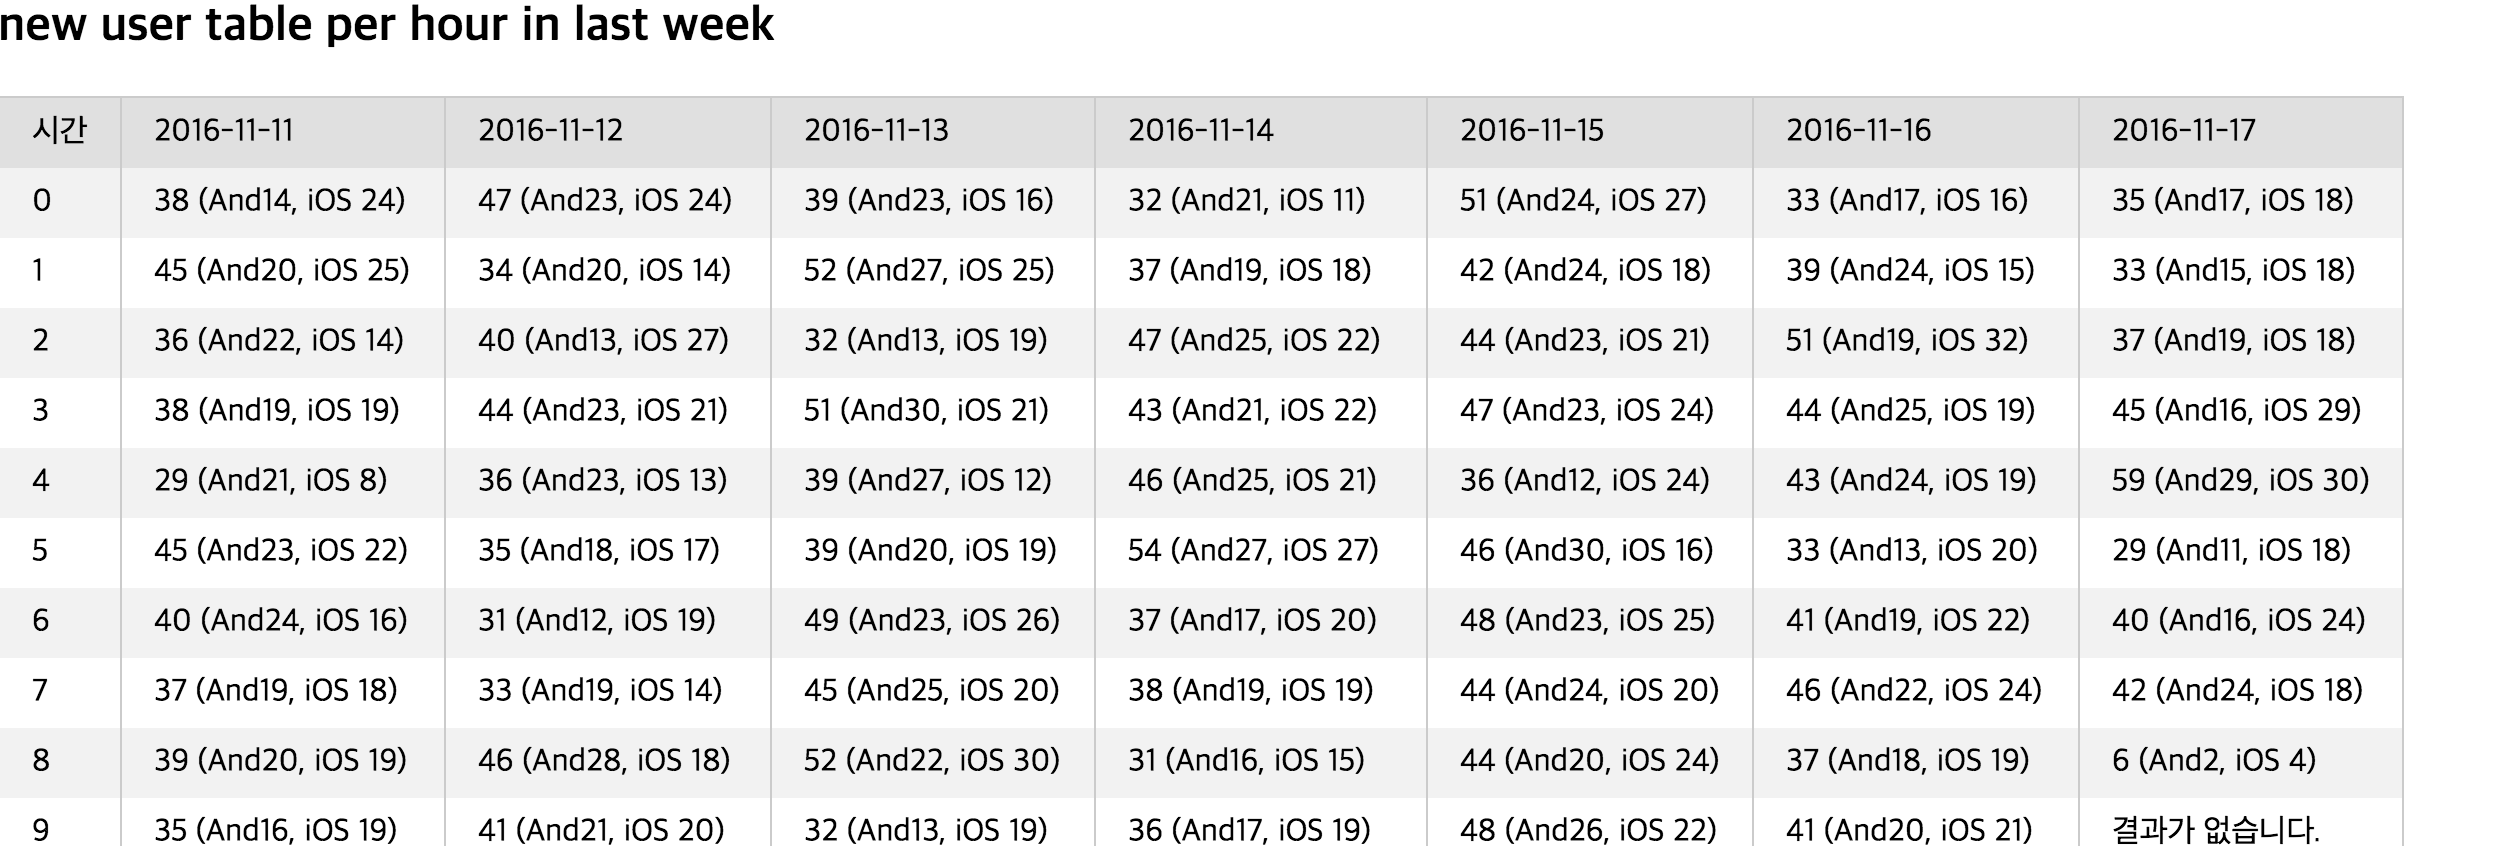 new user table per hour in last week
시간 2016-11-11 2016-11-12 2016-11-13 2016-11-14 2016-11-15 2016-11-16 2016-11-17
0 38 (And14, iOS 24) 47 (And23, iOS 24) 39 (And23, iOS 16) 32 (And21, iOS 11) 51 (And24, iOS 27) 33 (And17, iOS 16) 35 (And17, iOS 18)
1 45 (And20, iOS 25) 34 (And20, iOS 14) 52 (And27, iOS 25) 37 (And19, iOS 18) 42 (And24, iOS 18) 39 (And24, iOS 15) 33 (And15, iOS 18)
2 36 (And22, iOS 14) 40 (And13, iOS 27) 32 (And13, iOS 19) 47 (And25, iOS 22) 44 (And23, iOS 21) 51 (And19, iOS 32) 37 (And19, iOS 18)
3 38 (And19, iOS 19) 44 (And23, iOS 21) 51 (And30, iOS 21) 43 (And21, iOS 22) 47 (And23, iOS 24) 44 (And25, iOS 19) 45 (And16, iOS 29)
4 29 (And21, iOS 8) 36 (And23, iOS 13) 39 (And27, iOS 12) 46 (And25, iOS 21) 36 (And12, iOS 24) 43 (And24, iOS 19) 59 (And29, iOS 30)
5 45 (And23, iOS 22) 35 (And18, iOS 17) 39 (And20, iOS 19) 54 (And27, iOS 27) 46 (And30, iOS 16) 33 (And13, iOS 20) 29 (And11, iOS 18)
6 40 (And24, iOS 16) 31 (And12, iOS 19) 49 (And23, iOS 26) 37 (And17, iOS 20) 48 (And23, iOS 25) 41 (And19, iOS 22) 40 (And16, iOS 24)
7 37 (And19, iOS 18) 33 (And19, iOS 14) 45 (And25, iOS 20) 38 (And19, iOS 19) 44 (And24, iOS 20) 46 (And22, iOS 24) 42 (And24, iOS 18)
8 39 (And20, iOS 19) 46 (And28, iOS 18) 52 (And22, iOS 30) 31 (And16, iOS 15) 44 (And20, iOS 24) 37 (And18, iOS 19) 6 (And2, iOS 4)
9 35 (And16, iOS 19) 41 (And21, iOS 20) 32 (And13, iOS 19) 36 (And17, iOS 19) 48 (And26, iOS 22) 41 (And20, iOS 21) 결과가 없습니다.